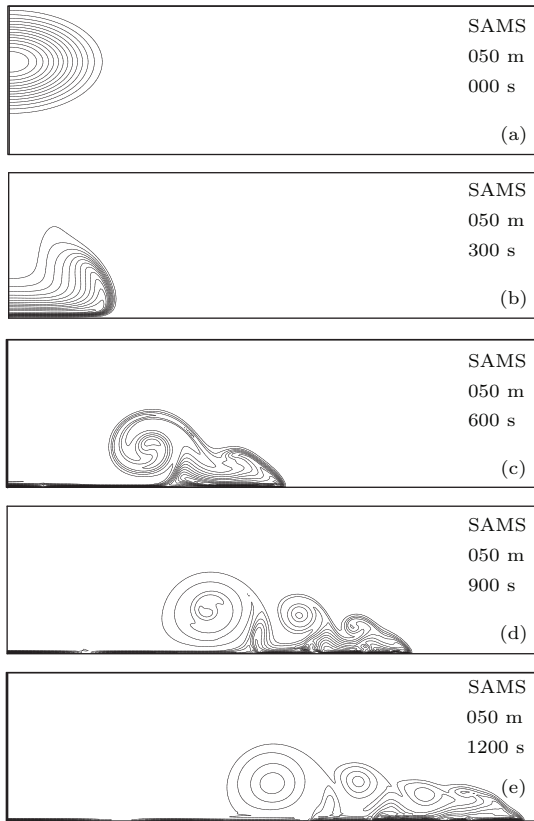 SAMS
050 m
000 s
(a)
SAMS
050 m
300 s
(b)
SAMS
050 m
600 s
(c)
SAMS
050 m
900 s
(d)
SAMS
050 m
1200 s
(e)